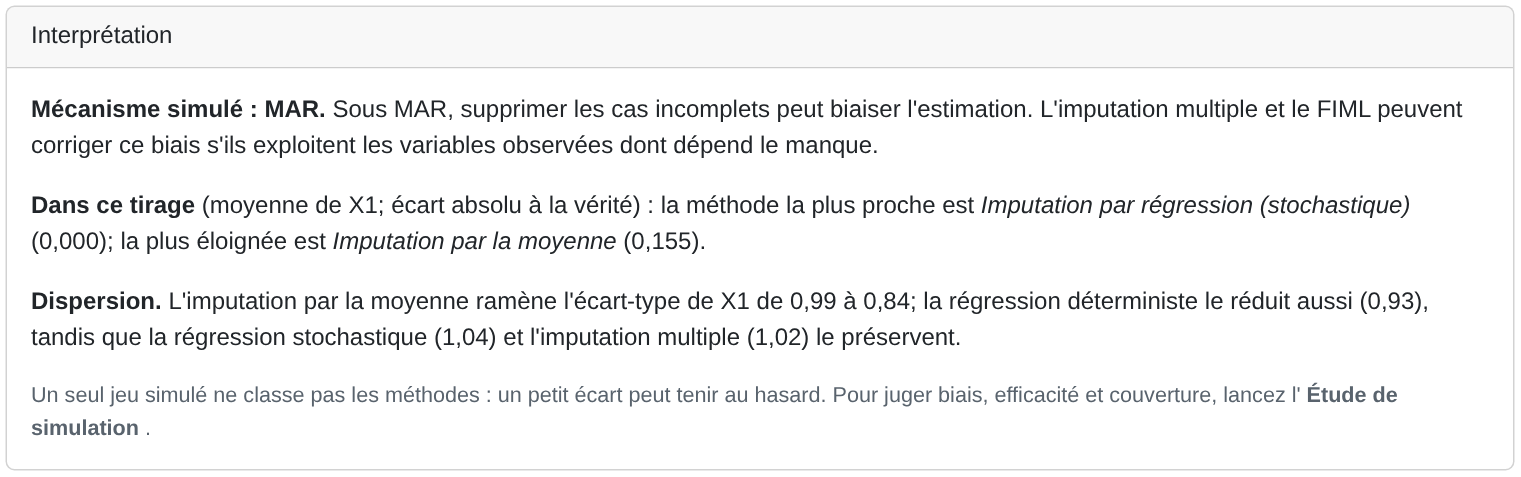 Interprétation
Mécanisme simulé : MAR. Sous MAR, supprimer les cas incomplets peut biaiser l'estimation. L'imputation multiple et le FIML peuvent
corriger ce biais s'ils exploitent les variables observées dont dépend le manque.
Dans ce tirage (moyenne de X1; écart absolu à la vérité) : la méthode la plus proche est Imputation par régression (stochastique)
(0,000); la plus éloignée est Imputation par la moyenne (0,155).
Dispersion. L'imputation par la moyenne ramène l'écart-type de X1 de 0,99 à 0,84; la régression déterministe le réduit aussi (0,93),
tandis que la régression stochastique (1,04) et l'imputation multiple (1,02) le préservent.
Un seul jeu simulé ne classe pas les méthodes : un petit écart peut tenir au hasard. Pour juger biais, efficacité et couverture, lancez l' Étude de
simulation .